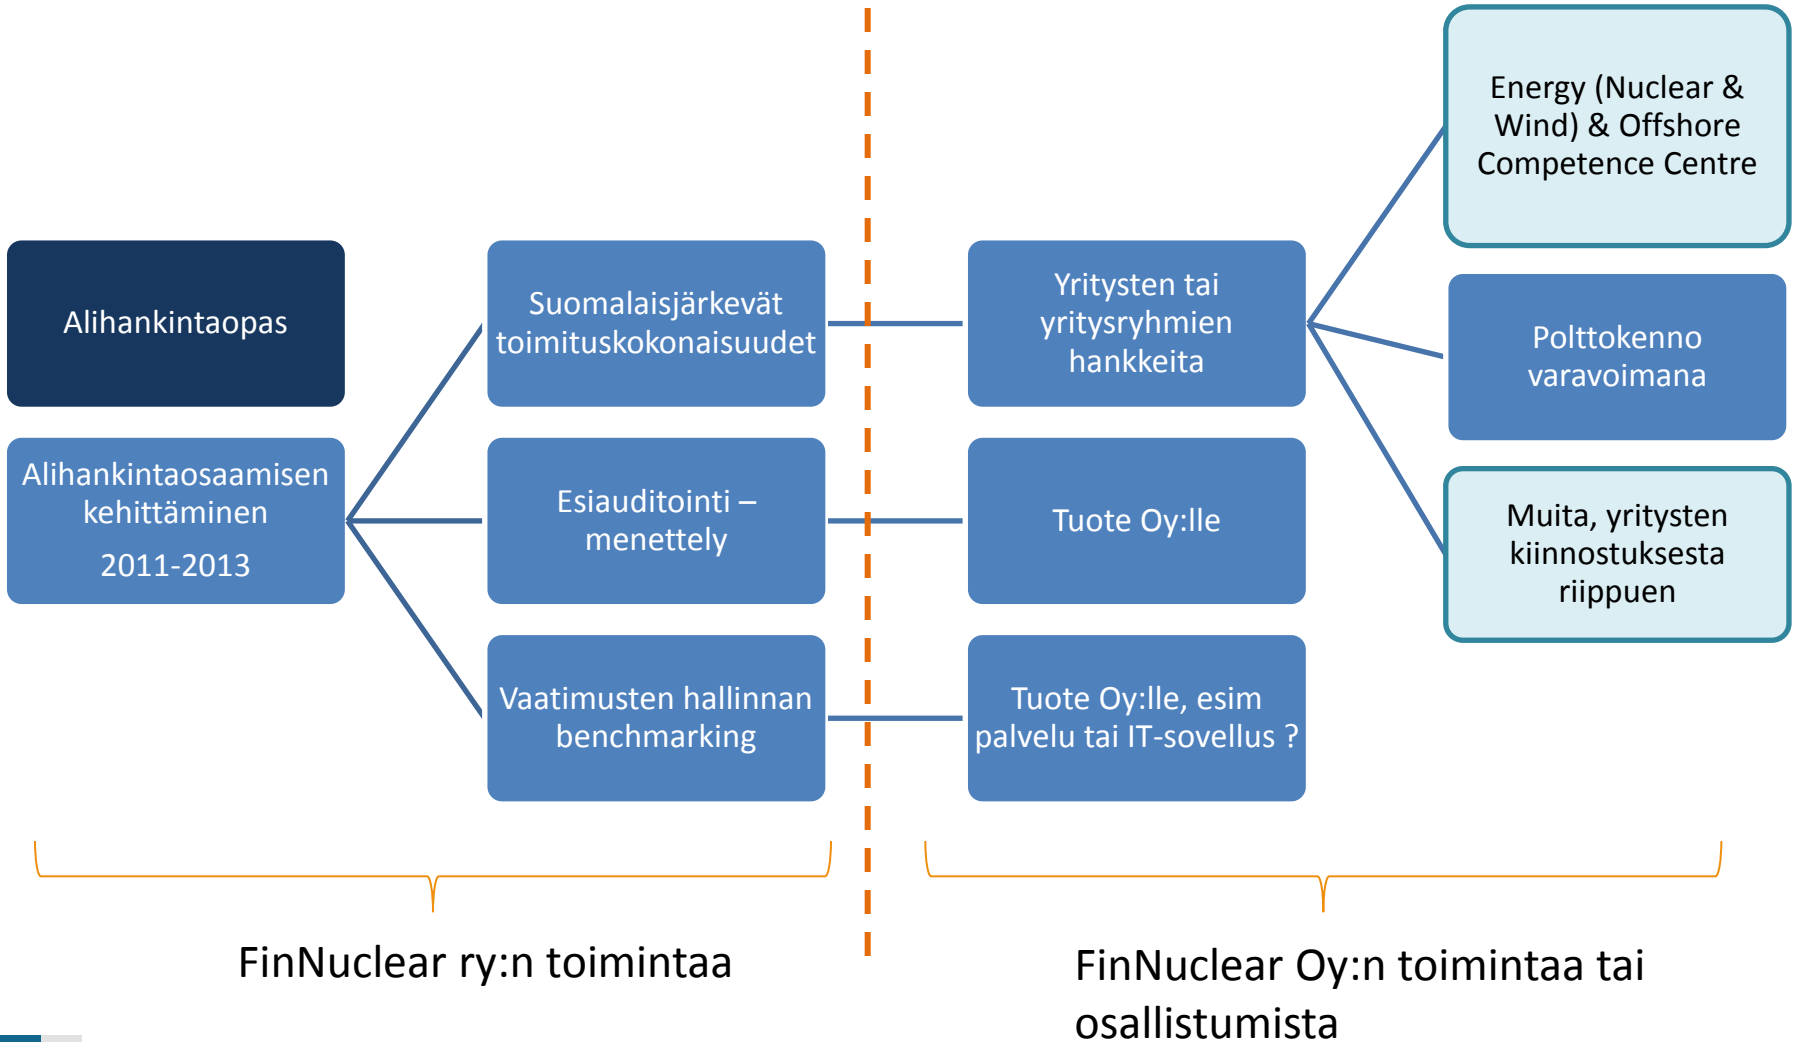 Alihankintaopas
Alihankintaosaamisen
kehittäminen
2011-2013
Suomalaisjärkevät
toimituskokonaisuudet
Esiauditointi –
menettely
Vaatimusten hallinnan
benchmarking
Yritysten tai
yritysryhmien
hankkeita
Tuote Oy:lle
Tuote Oy:lle, esim
palvelu tai IT-sovellus ?
Energy (Nuclear &
Wind) & Offshore
Competence Centre
Polttokenno
varavoimana
Muita, yritysten
kiinnostuksesta
riippuen
FinNuclear ry:n toimintaa
FinNuclear Oy:n toimintaa tai
osallistumista